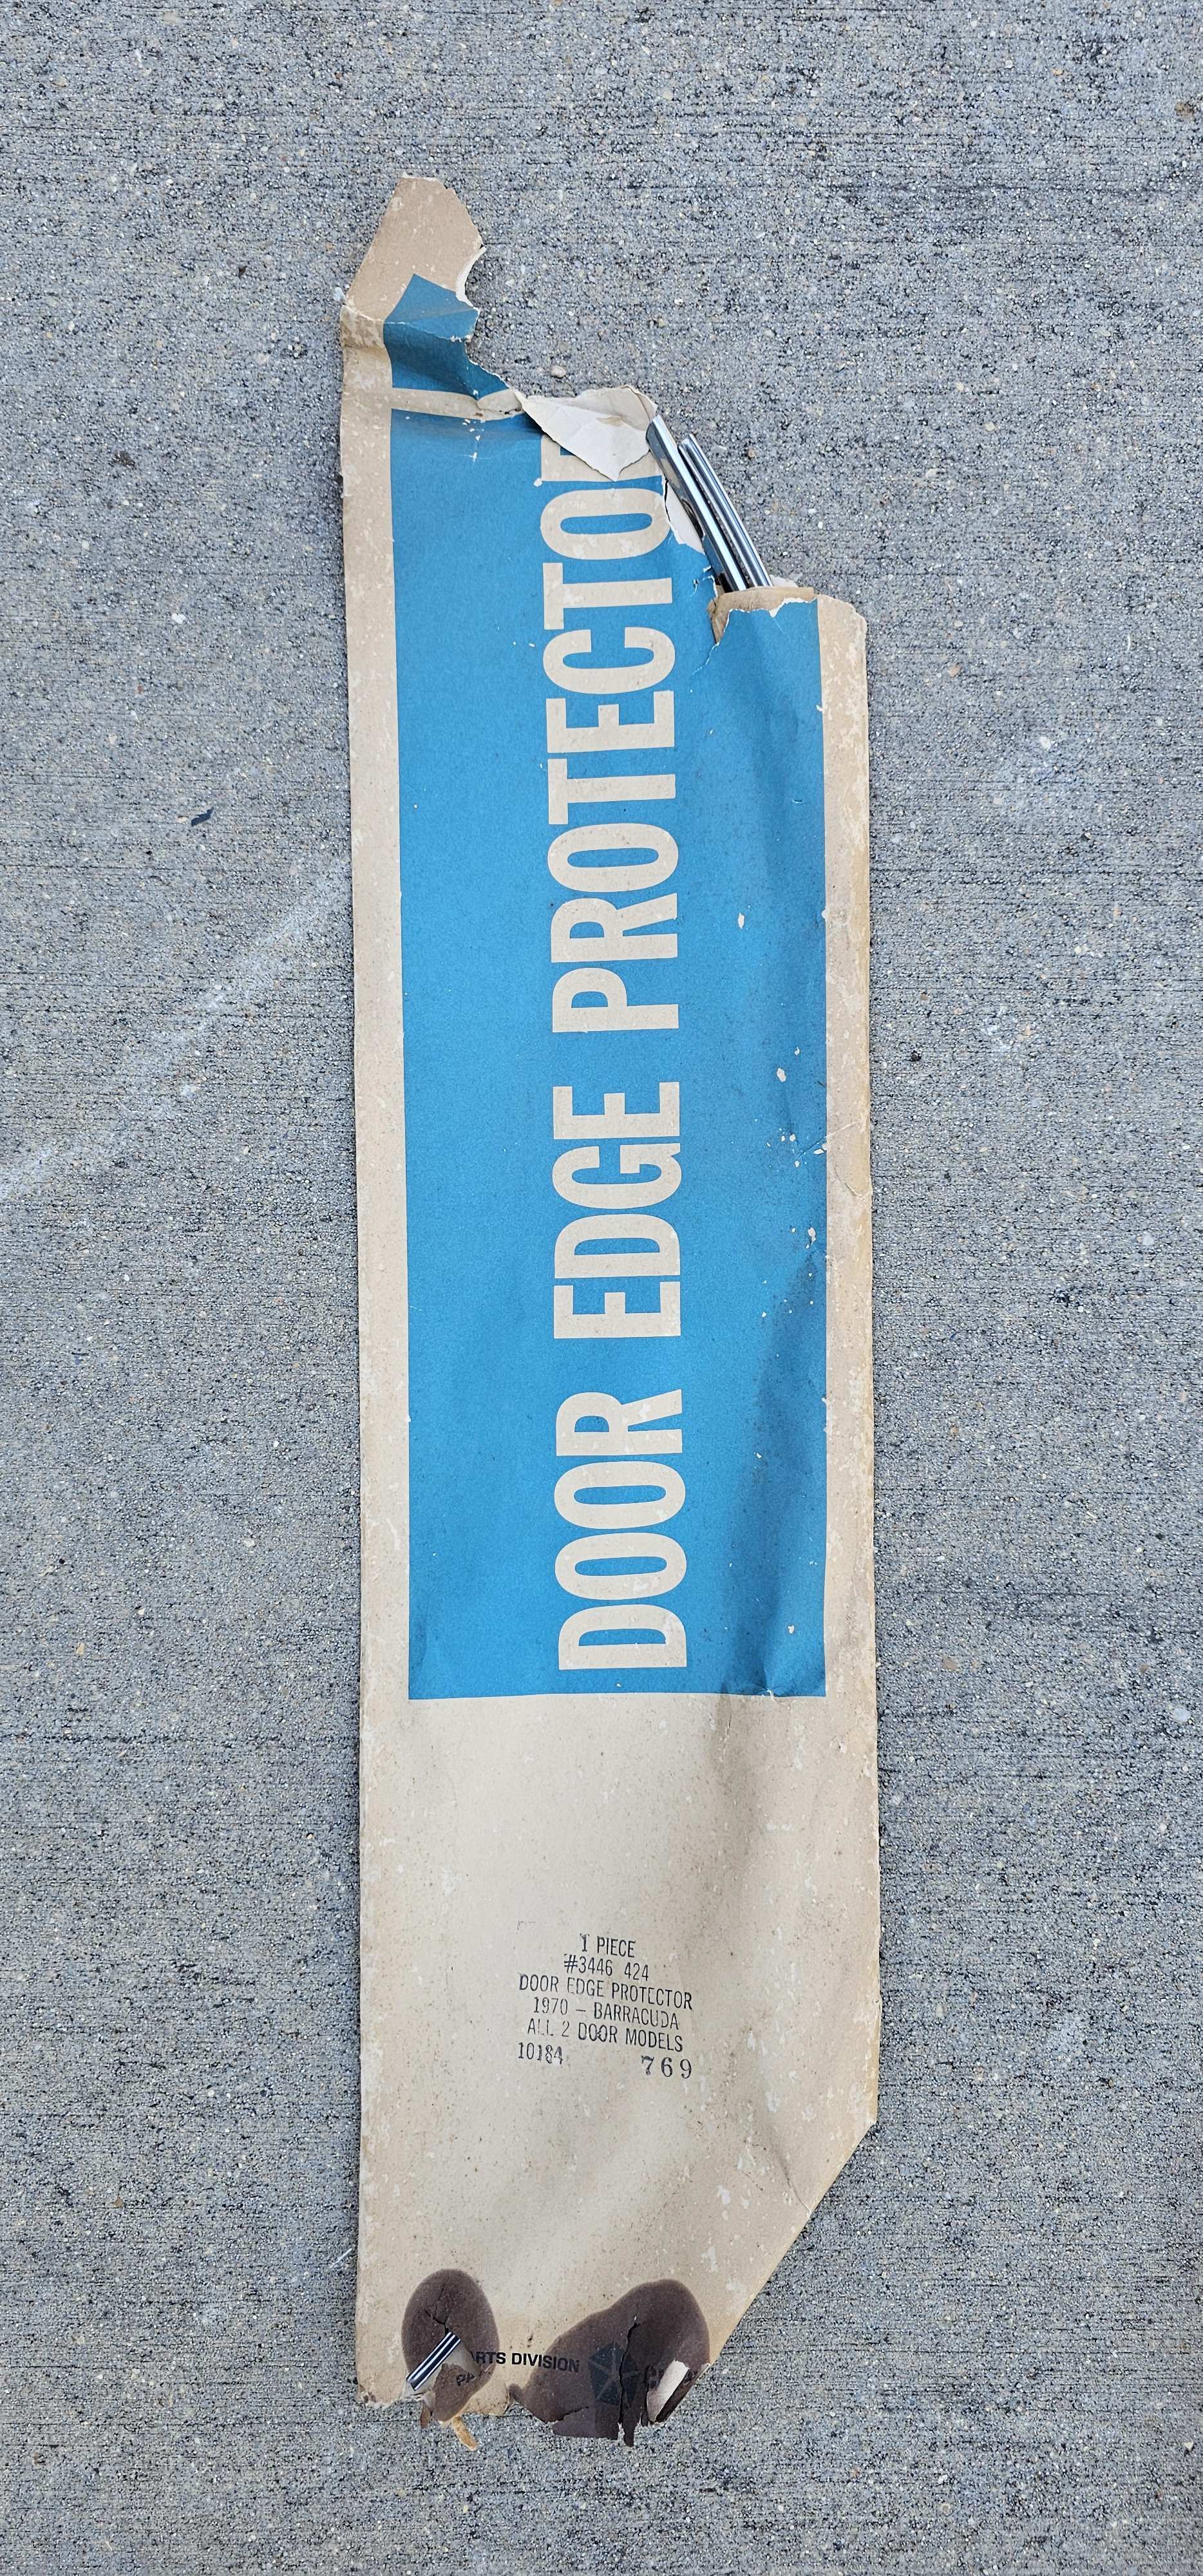 DOOR EDGE PROTECTOR
1 PIECE
#3446 424
DOOR EDGE PROTECTOR
1970 — BARRACUDA
ALL 2 DOOR MODELS
10184 769
RTS DIVISION